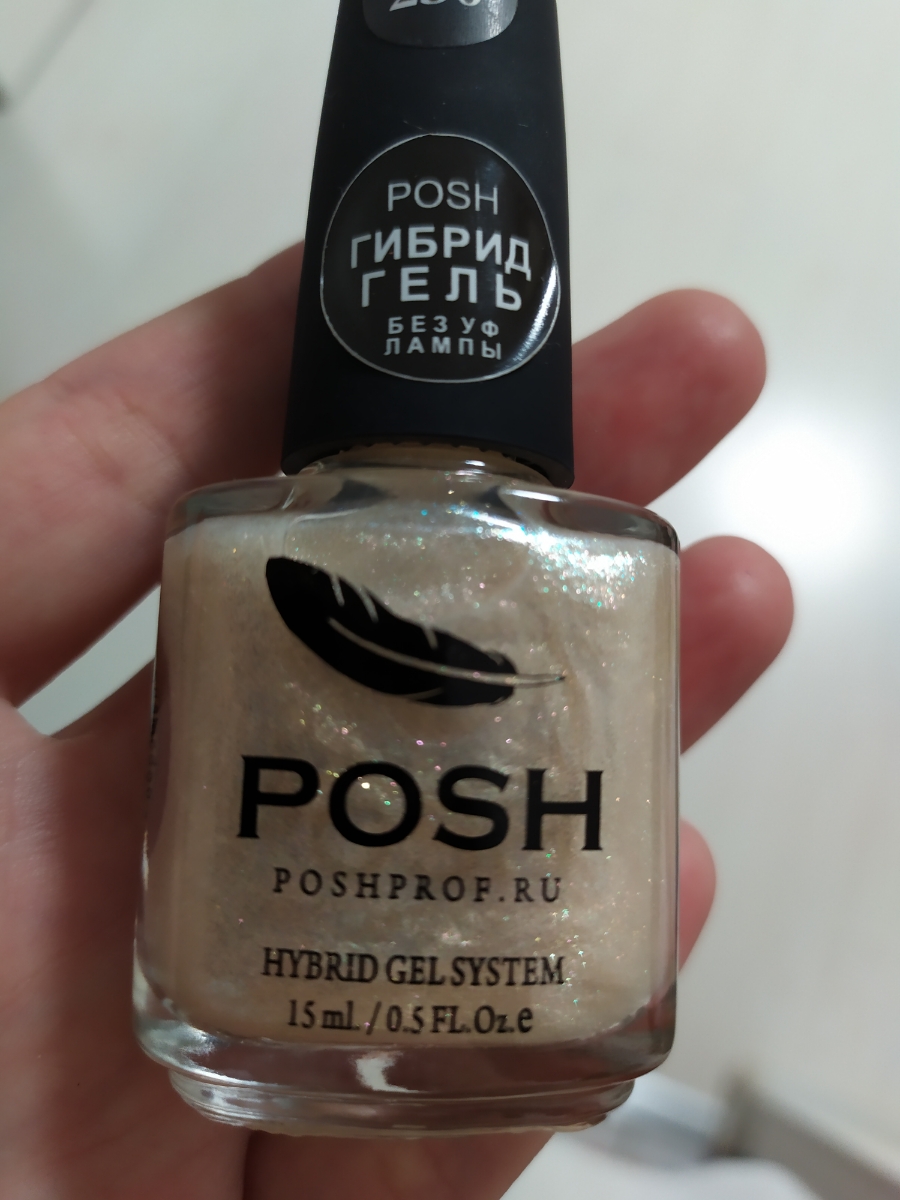 POSH
ГИБРИД
ГЕЛЬ
БЕЗ УФ
ЛАМПЫ
POSH
POSHPROF.RU
HYBRID GEL SYSTEM
15 ml. / 0.5 FL.Oz.e